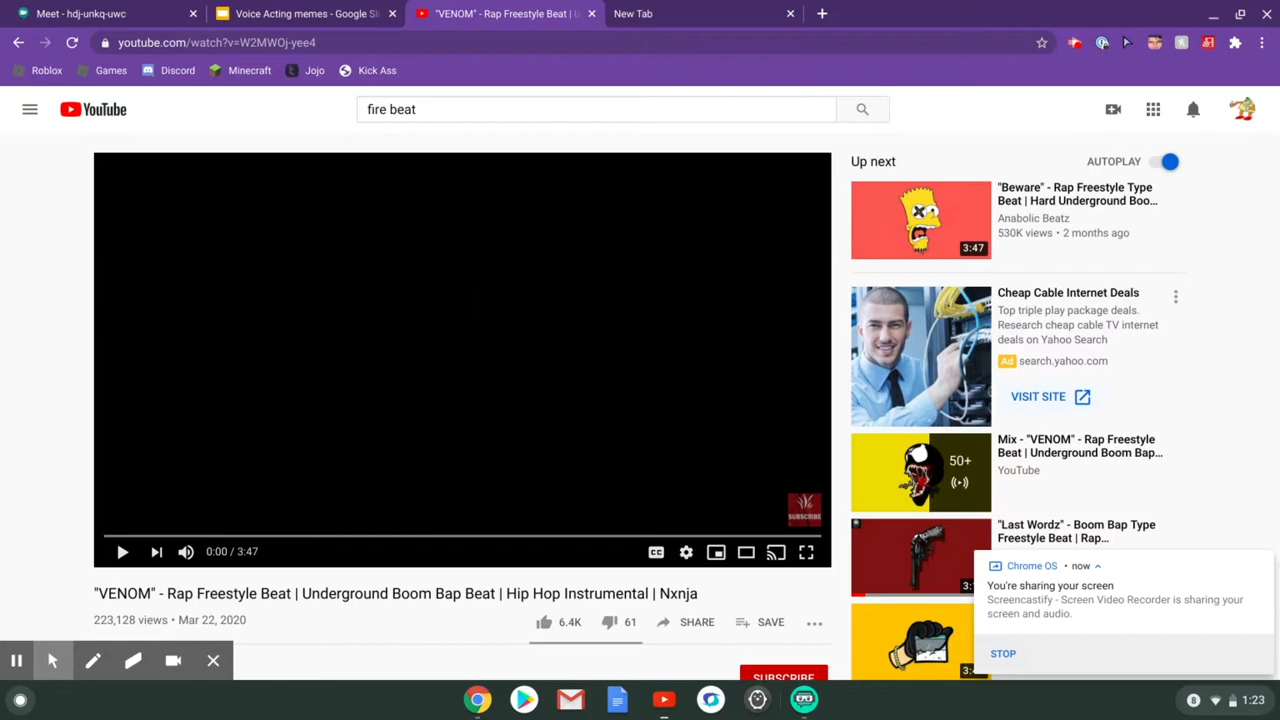 Meet - hdj-unkq-uwc
Voice Acting memes - Google Sli
"VENOM" - Rap Freestyle Beat | U
New Tab
youtube.com/watch?v=W2MWOj-yee4
Roblox
Games
Discord
Minecraft
Jojo
Kick Ass
YouTube
fire beat
Up next
AUTOPLAY
"Beware" - Rap Freestyle Type
Beat | Hard Underground Boo...
Anabolic Beatz
530K views • 2 months ago
3:47
Cheap Cable Internet Deals
Top triple play package deals.
Research cheap cable TV internet
deals on Yahoo Search
Ad search.yahoo.com
VISIT SITE
Mix - "VENOM" - Rap Freestyle
Beat | Underground Boom Bap...
YouTube
50+
"Last Wordz" - Boom Bap Type
Freestyle Beat | Rap...
SUBSCRIBE
0:00 / 3:47
CC
"VENOM" - Rap Freestyle Beat | Underground Boom Bap Beat | Hip Hop Instrumental | Nxnja
223,128 views • Mar 22, 2020
6.4K
61
SHARE
SAVE
SUBSCRIBE
Chrome OS • now
You're sharing your screen
Screencastify - Screen Video Recorder is sharing your
screen and audio.
STOP
8
1:23